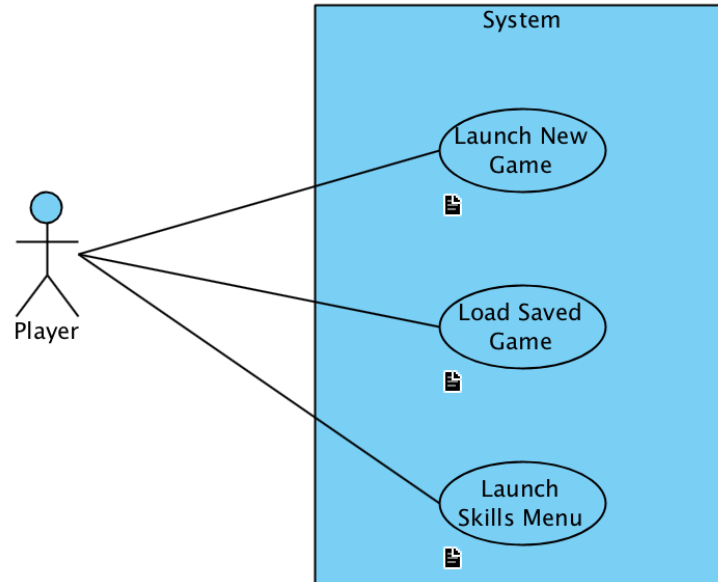 System
Launch New
Game
Player
Load Saved
Game
Launch
Skills Menu